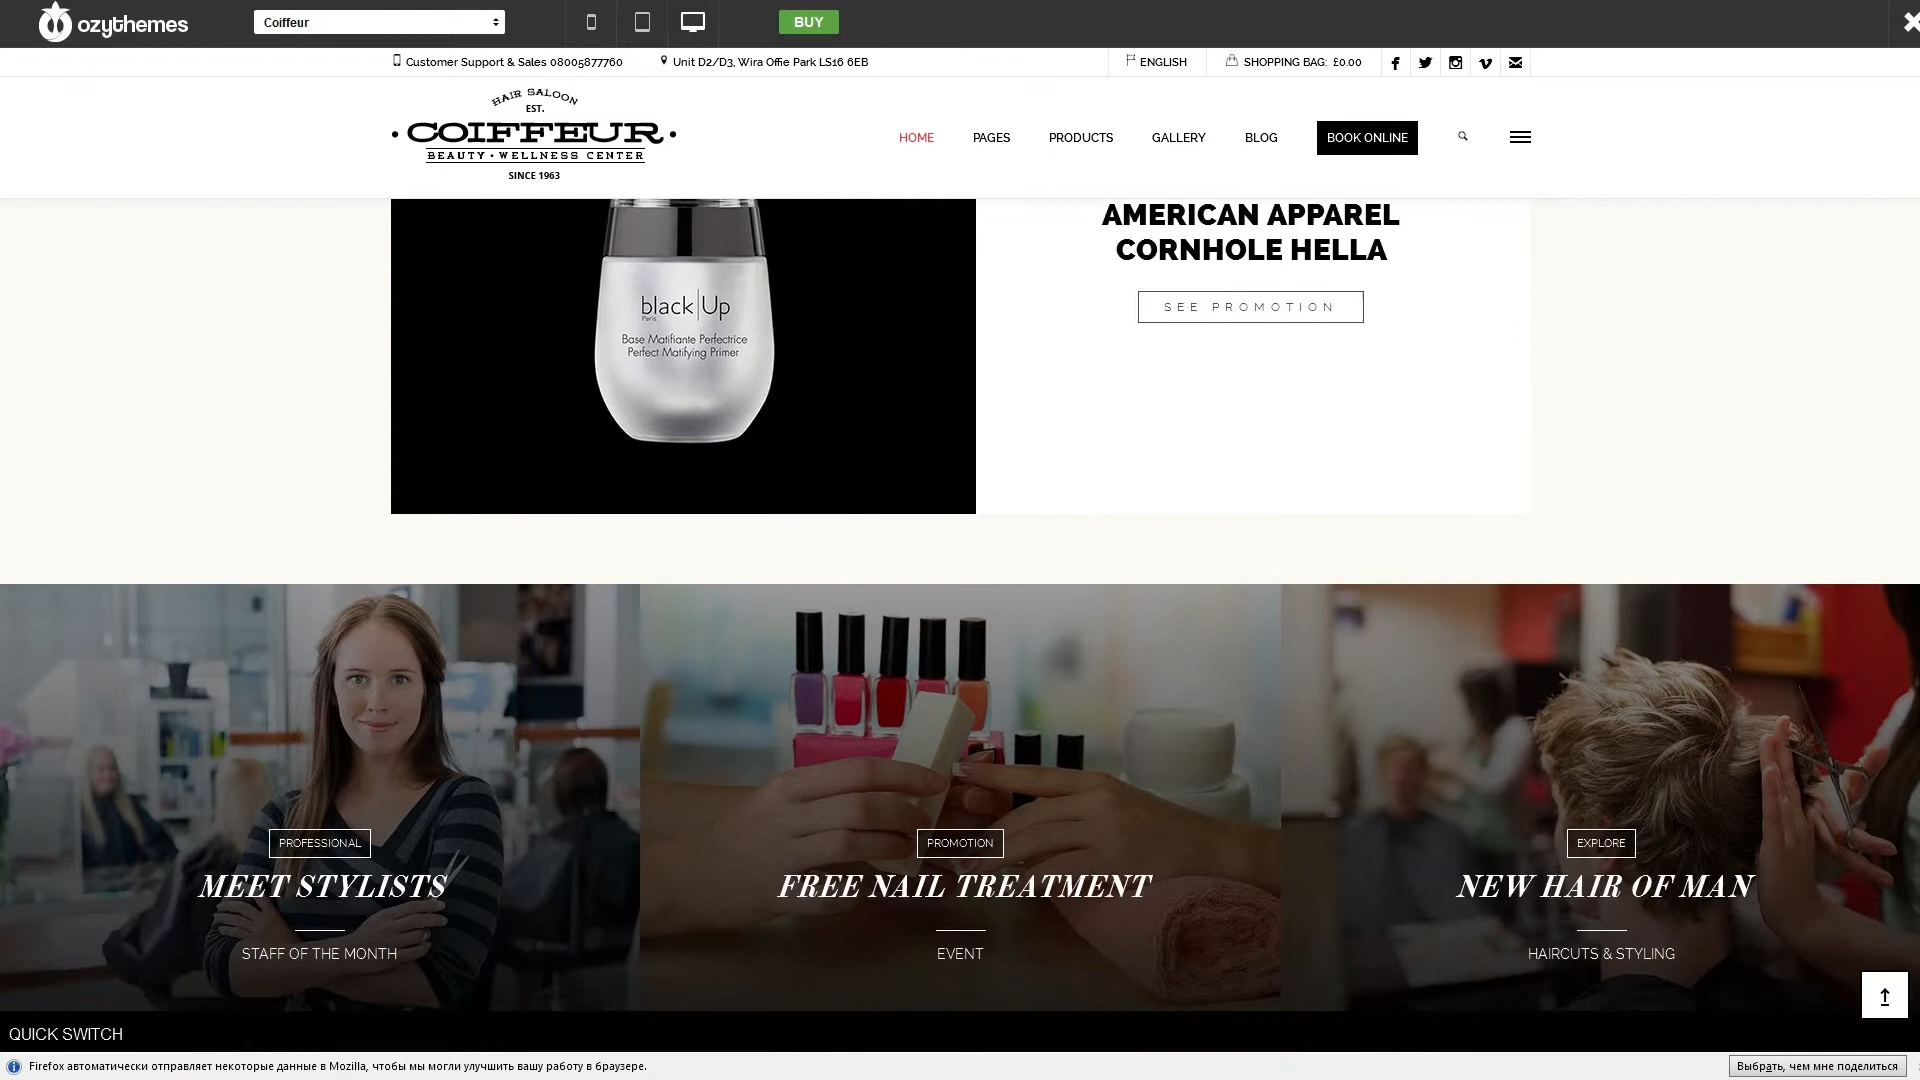 ozythemes
Coiffeur
BUY
Customer Support & Sales 08005877760
Unit D2/D3, Wira Offie Park LS16 6EB
ENGLISH
SHOPPING BAG: £0.00
HAIR SALOON
EST.
COIFFEUR
BEAUTY • WELLNESS CENTER
SINCE 1963
HOME
PAGES
PRODUCTS
GALLERY
BLOG
BOOK ONLINE
black|Up
Paris
Base Matifiante Perfectrice
Perfect Matifying Primer
AMERICAN APPAREL
CORNHOLE HELLA
SEE PROMOTION
PROFESSIONAL
MEET STYLISTS
STAFF OF THE MONTH
PROMOTION
FREE NAIL TREATMENT
EVENT
EXPLORE
NEW HAIR OF MAN
HAIRCUTS & STYLING
QUICK SWITCH
Firefox автоматически отправляет некоторые данные в Mozilla, чтобы мы могли улучшить вашу работу в браузере.
Выбрать, чем мне поделиться